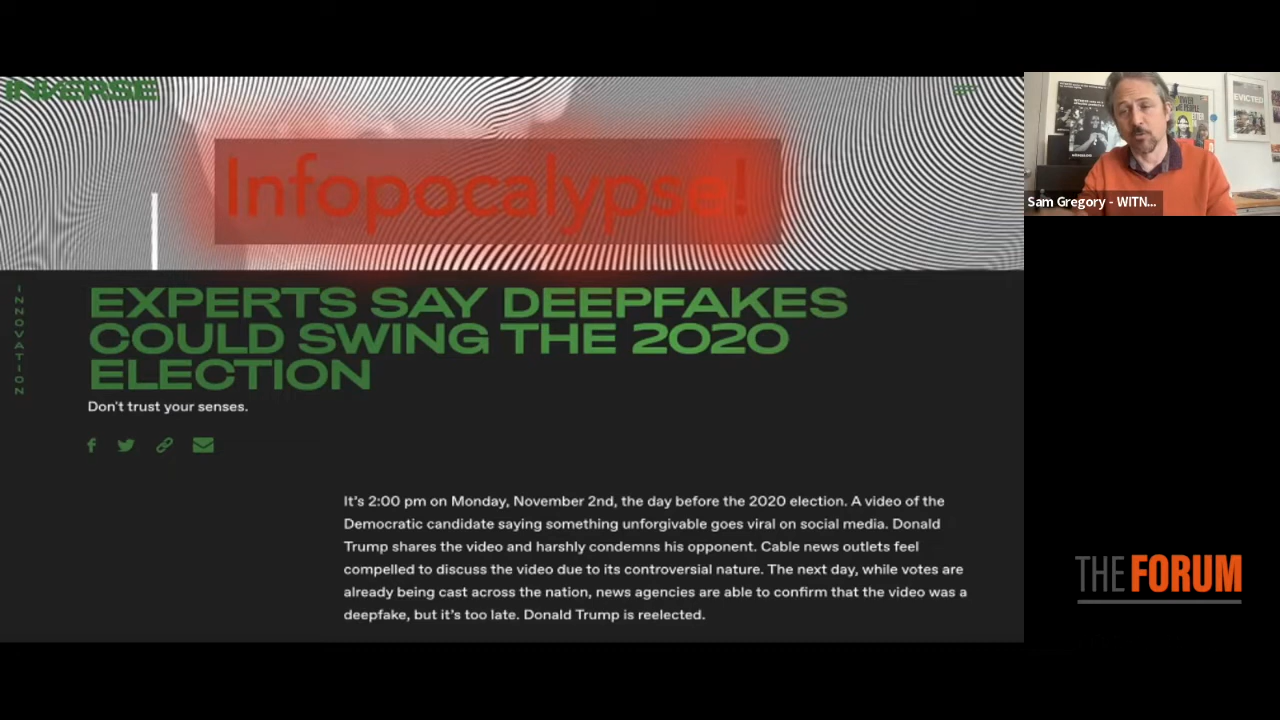 INVERSE
Infopocalypse!
INNOVATION
EXPERTS SAY DEEPFAKES
COULD SWING THE 2020
ELECTION
Don't trust your senses.
It's 2:00 pm on Monday, November 2nd, the day before the 2020 election. A video of the
Democratic candidate saying something unforgivable goes viral on social media. Donald
Trump shares the video and harshly condemns his opponent. Cable news outlets feel
compelled to discuss the video due to its controversial nature. The next day, while votes are
already being cast across the nation, news agencies are able to confirm that the video was a
deepfake, but it's too late. Donald Trump is reelected.
EVICTED
Sam Gregory - WITN...
THE FORUM